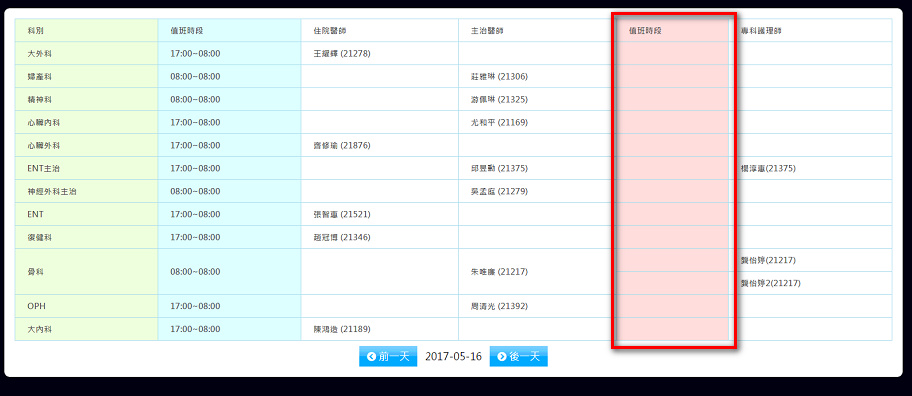 科別 值班時段 住院醫師 主治醫師 值班時段 專科護理師
大外科 17:00~08:00 王繼鐸 (21278)
婦產科 08:00~08:00 莊雅琳 (21306)
精神科 08:00~08:00 游佩琳 (21325)
心臟內科 17:00~08:00 尤和平 (21169)
心臟外科 17:00~08:00 齊修瑜 (21876)
ENT主治 17:00~08:00 邱昱勳 (21375) 楊淳惠(21375)
神經外科主治 08:00~08:00 吳孟庭 (21279)
ENT 17:00~08:00 張智惠 (21521)
復健科 17:00~08:00 趙冠博 (21346)
骨科 08:00~08:00 朱唯廉 (21217) 龔怡婷(21217)
龔怡婷2(21217)
OPH 17:00~08:00 周清光 (21392)
大內科 17:00~08:00 陳鴻逸 (21189)
前一天 2017-05-16 後一天